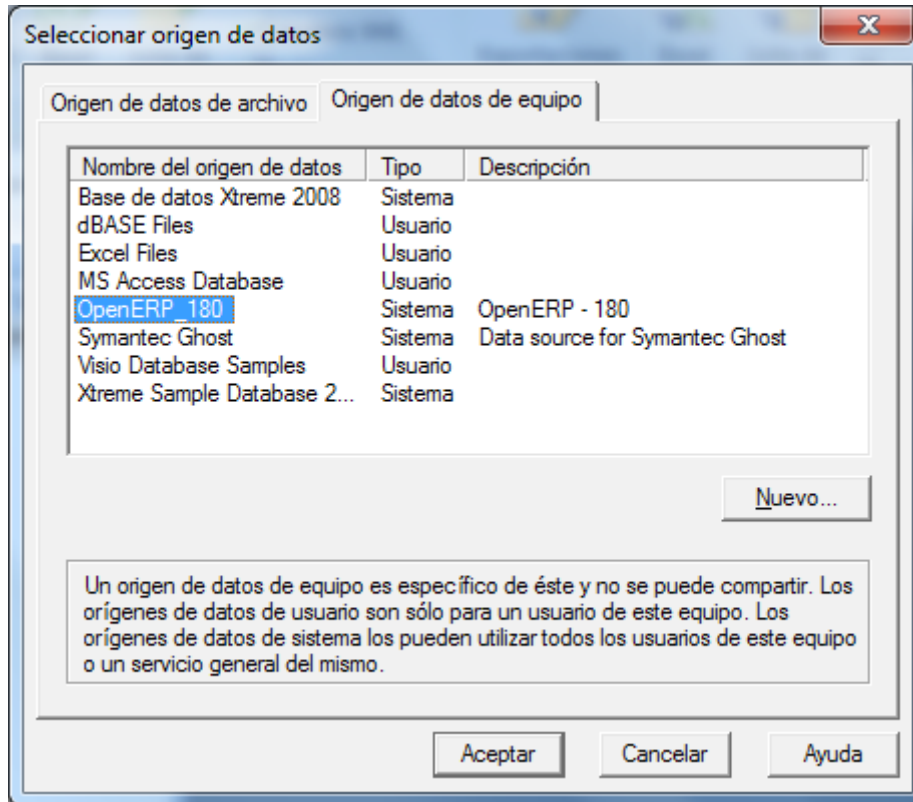 Seleccionar origen de datos
Origen de datos de archivo Origen de datos de equipo
Nombre del origen de datos Tipo Descripción
Base de datos Xtreme 2008 Sistema
dBASE Files Usuario
Excel Files Usuario
MS Access Database Usuario
OpenERP_180 Sistema OpenERP - 180
Symantec Ghost Sistema Data source for Symantec Ghost
Visio Database Samples Usuario
Xtreme Sample Database 2... Sistema
Nuevo...
Un origen de datos de equipo es específico de éste y no se puede compartir. Los
orígenes de datos de usuario son sólo para un usuario de este equipo. Los
orígenes de datos de sistema los pueden utilizar todos los usuarios de este equipo
o un servicio general del mismo.
Aceptar Cancelar Ayuda